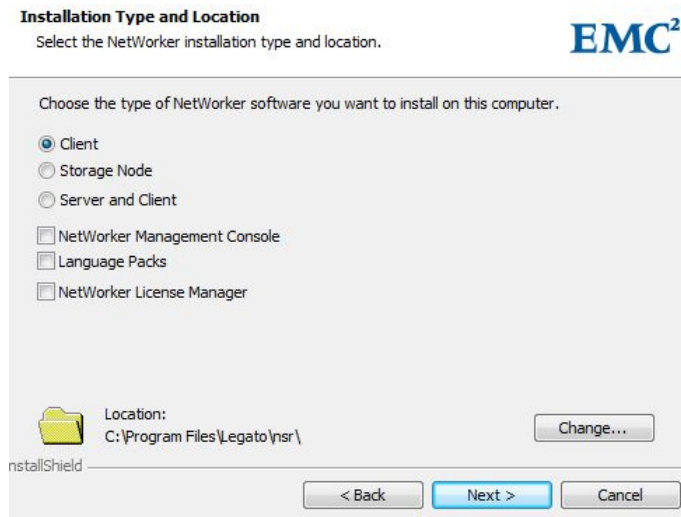 Installation Type and Location
Select the NetWorker installation type and location.
EMC²
Choose the type of NetWorker software you want to install on this computer.
Client
Storage Node
Server and Client
NetWorker Management Console
Language Packs
NetWorker License Manager
Location:
C:\Program Files\Legato\nsr\
Change...
nstallShield
< Back
Next >
Cancel